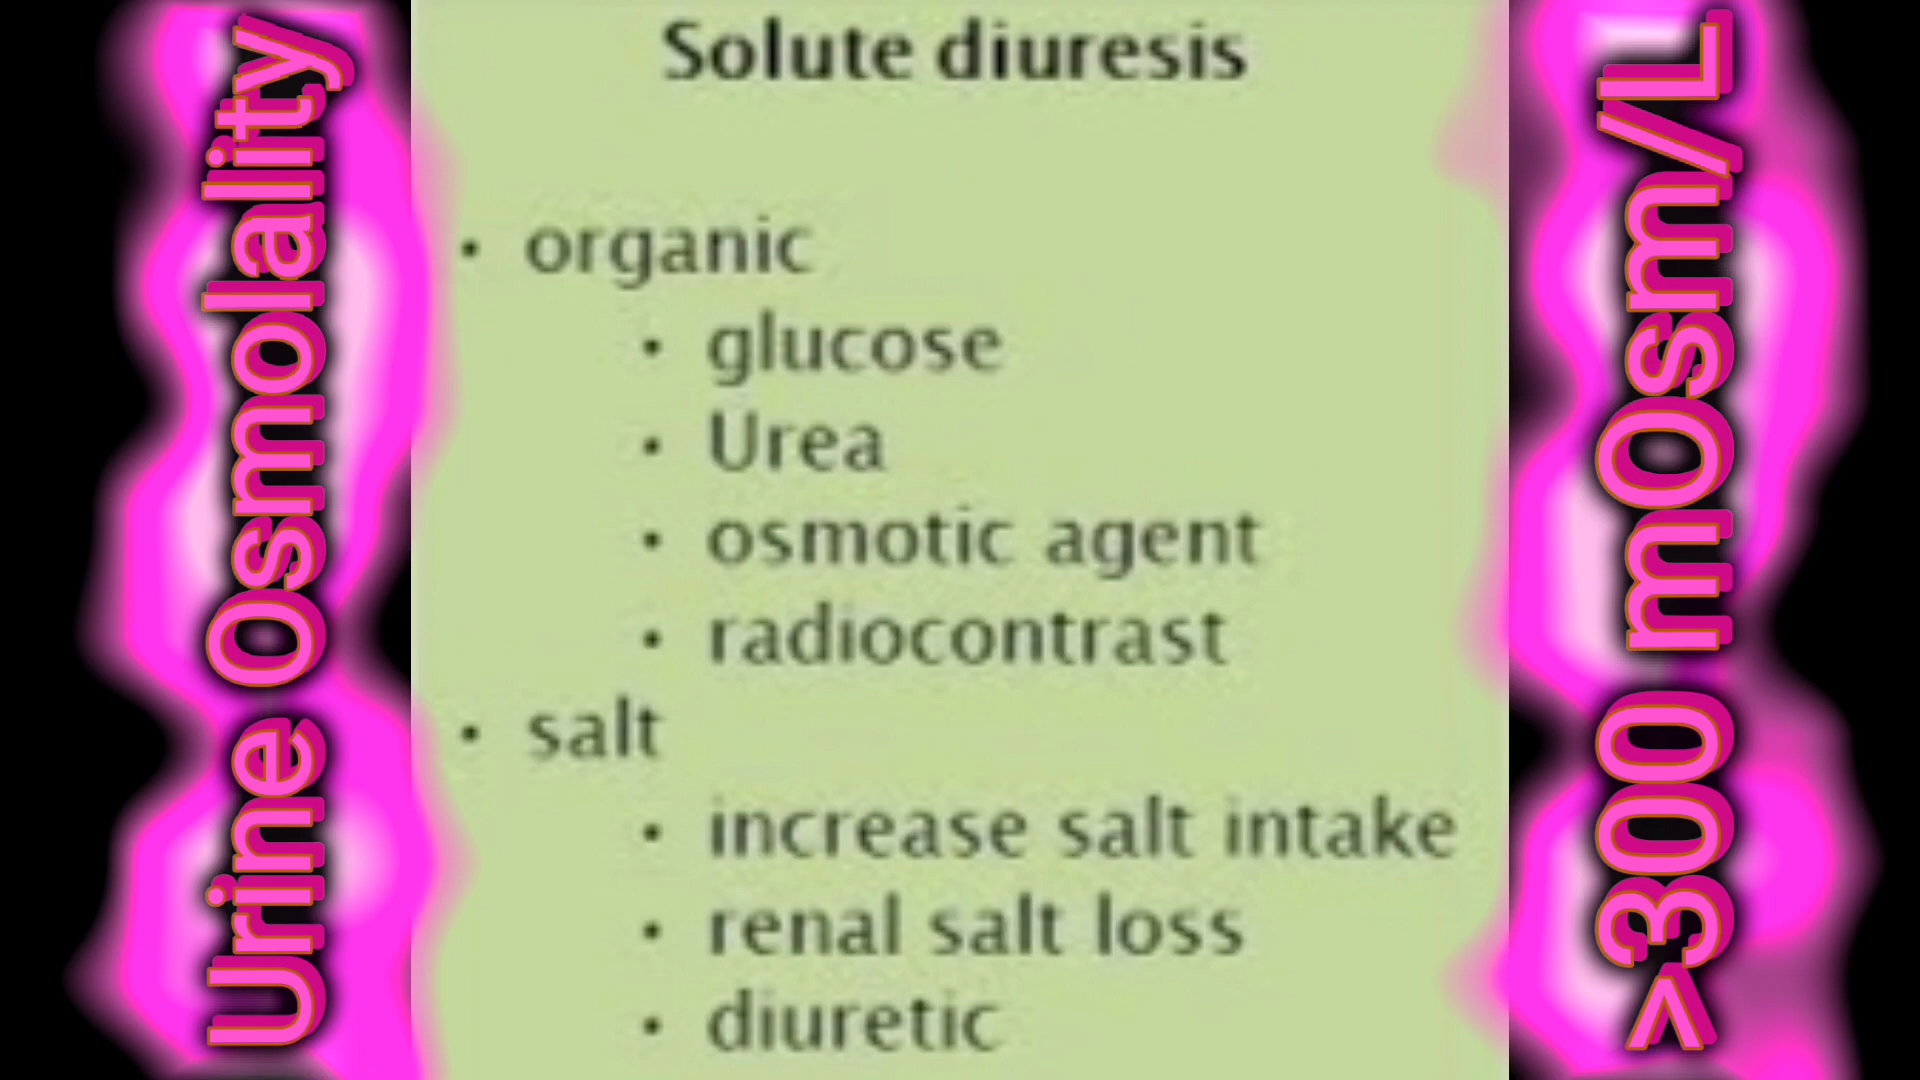 Urine Osmolality
Solute diuresis
• organic
• glucose
• Urea
• osmotic agent
• radiocontrast
• salt
• increase salt intake
• renal salt loss
• diuretic
>300 mOsm/L